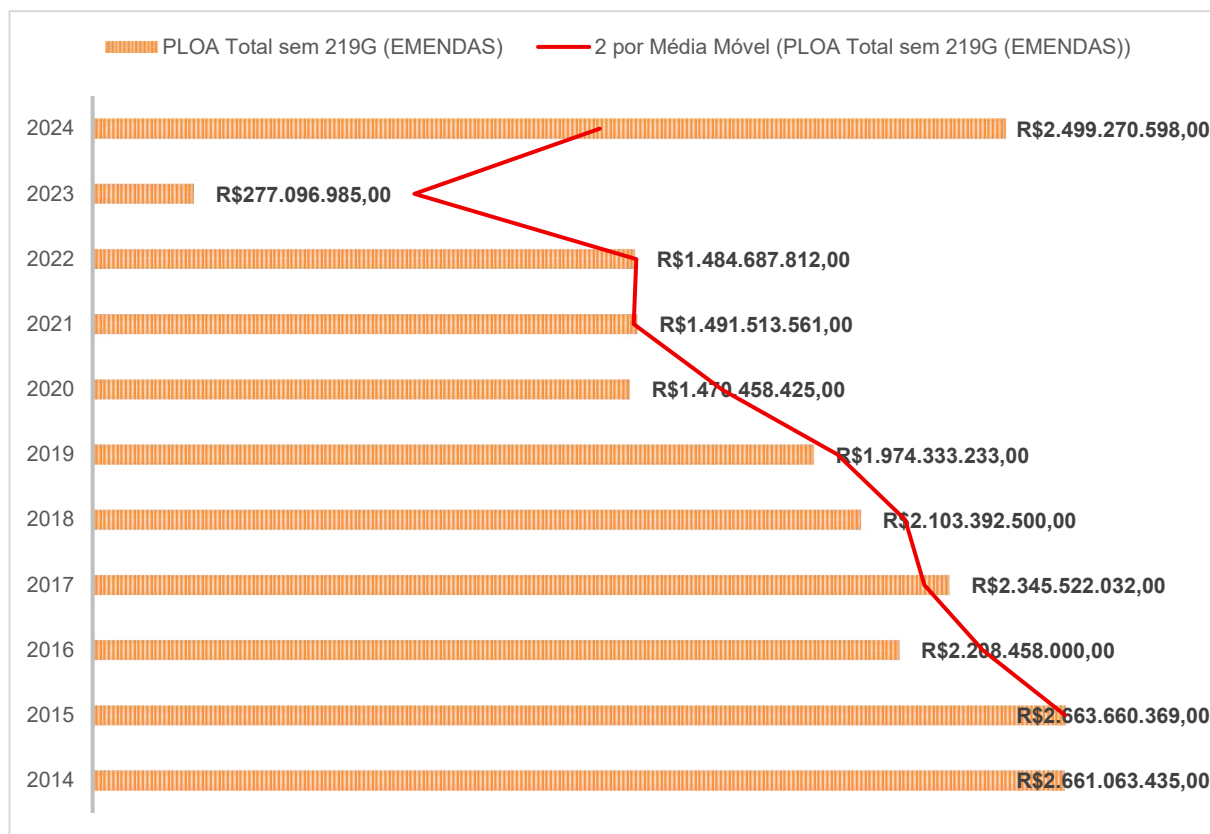 PLOA Total sem 219G (EMENDAS) 2 por Média Móvel (PLOA Total sem 219G (EMENDAS))
2024 R$2.499.270.598,00
2023 R$277.096.985,00
2022 R$1.484.687.812,00
2021 R$1.491.513.561,00
2020 R$1.470.458.425,00
2019 R$1.974.333.233,00
2018 R$2.103.392.500,00
2017 R$2.345.522.032,00
2016 R$2.208.458.000,00
2015 R$2.663.660.369,00
2014 R$2.661.063.435,00